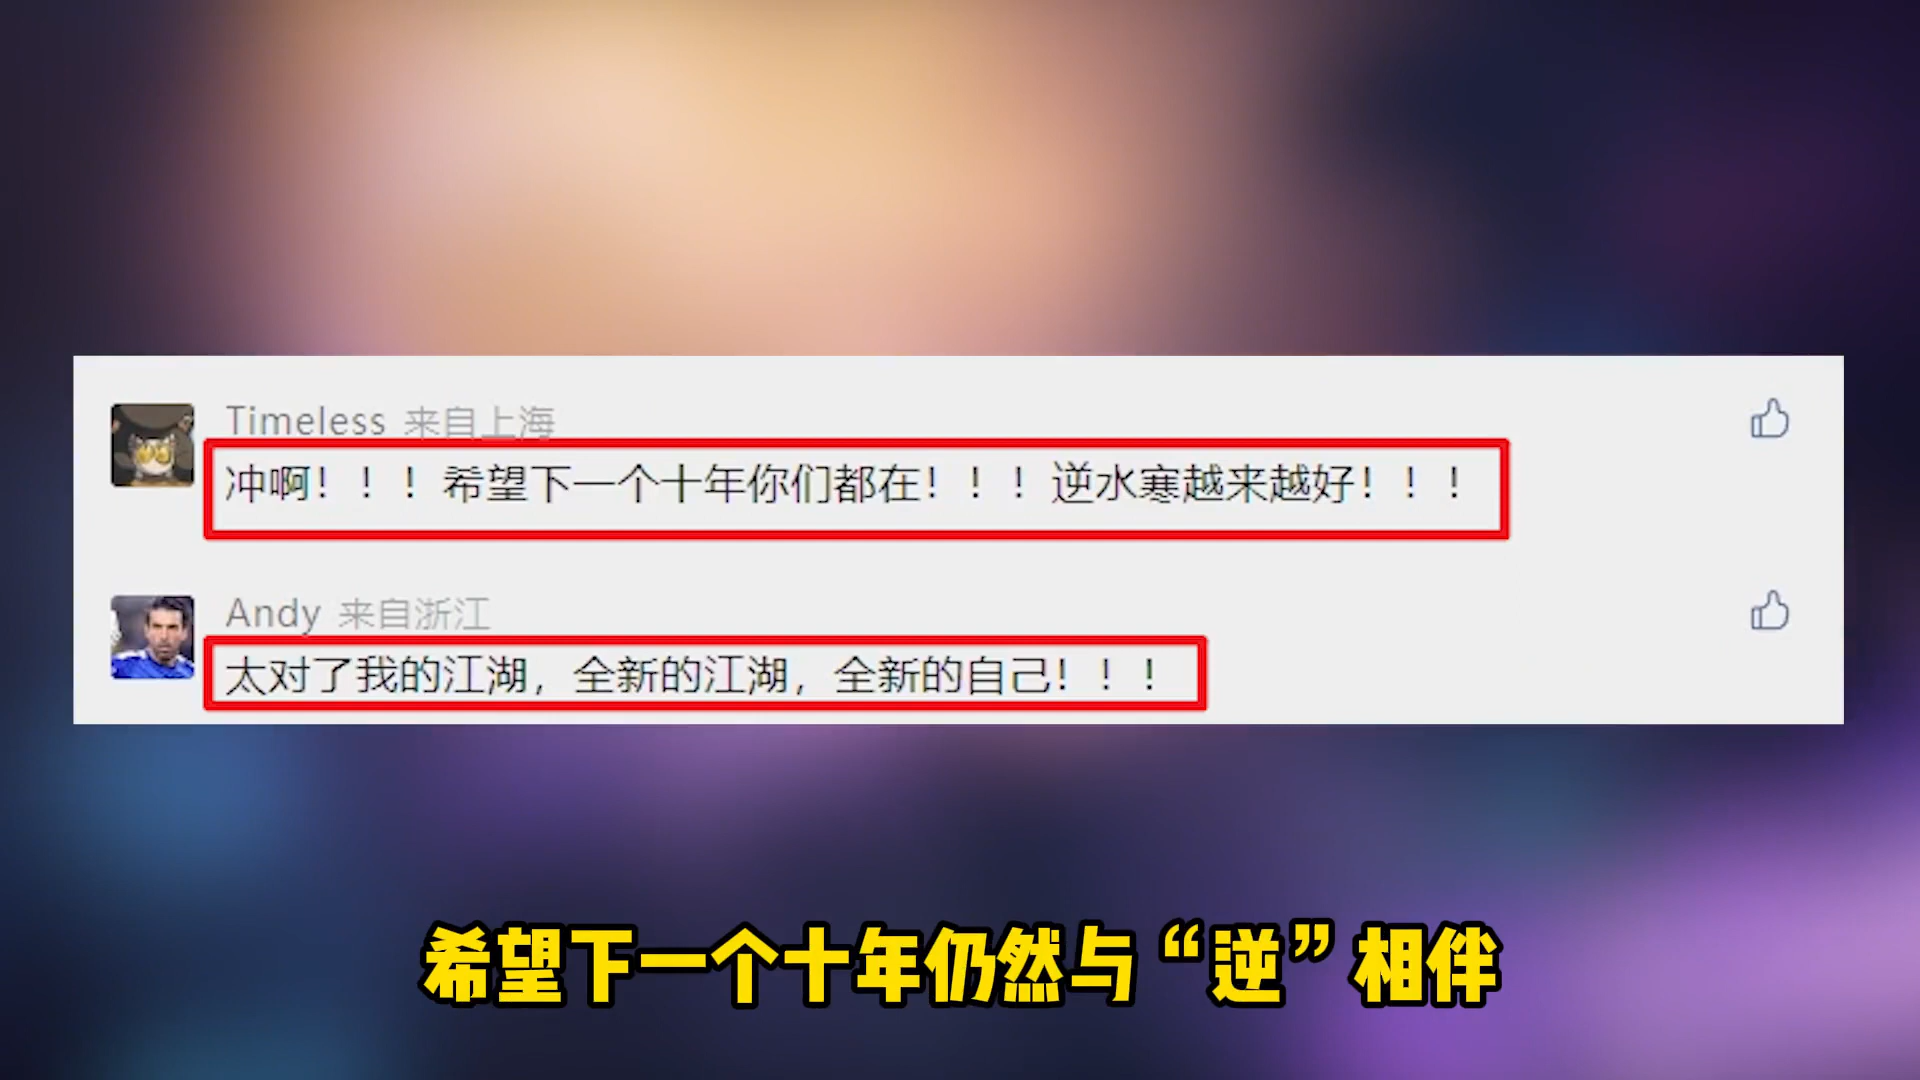 Timeless 来自上海
冲啊！！！希望下一个十年你们都在！！！逆水寒越来越好！！！
Andy 来自浙江
太对了我的江湖，全新的江湖，全新的自己！！！
希望下一个十年仍然与“逆”相伴